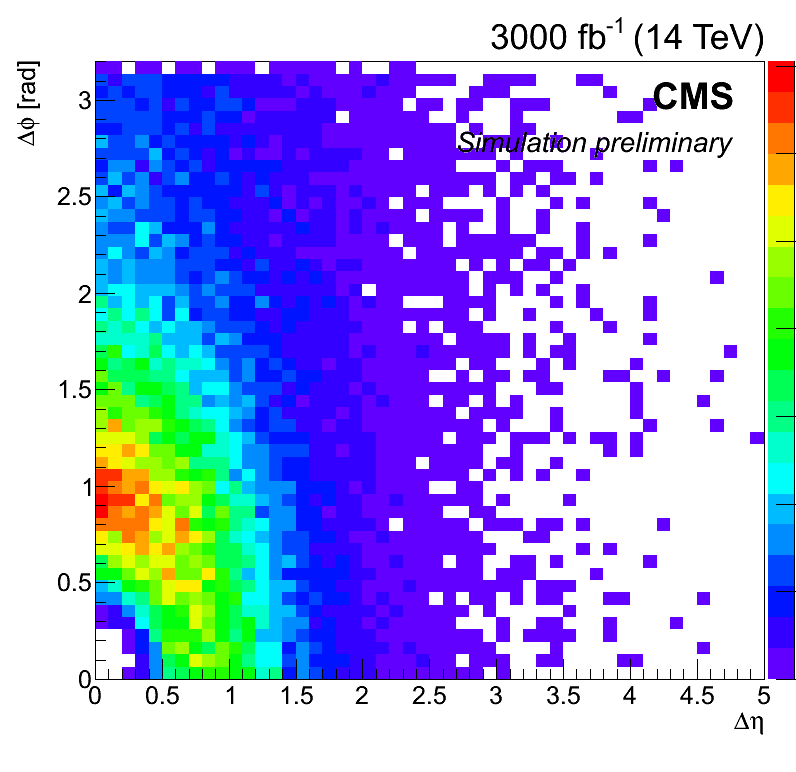 3000 fb⁻¹ (14 TeV)
Δϕ [rad]
CMS
Simulation preliminary
3
2.5
2
1.5
1
0.5
0
0 0.5 1 1.5 2 2.5 3 3.5 4 4.5 5
Δη